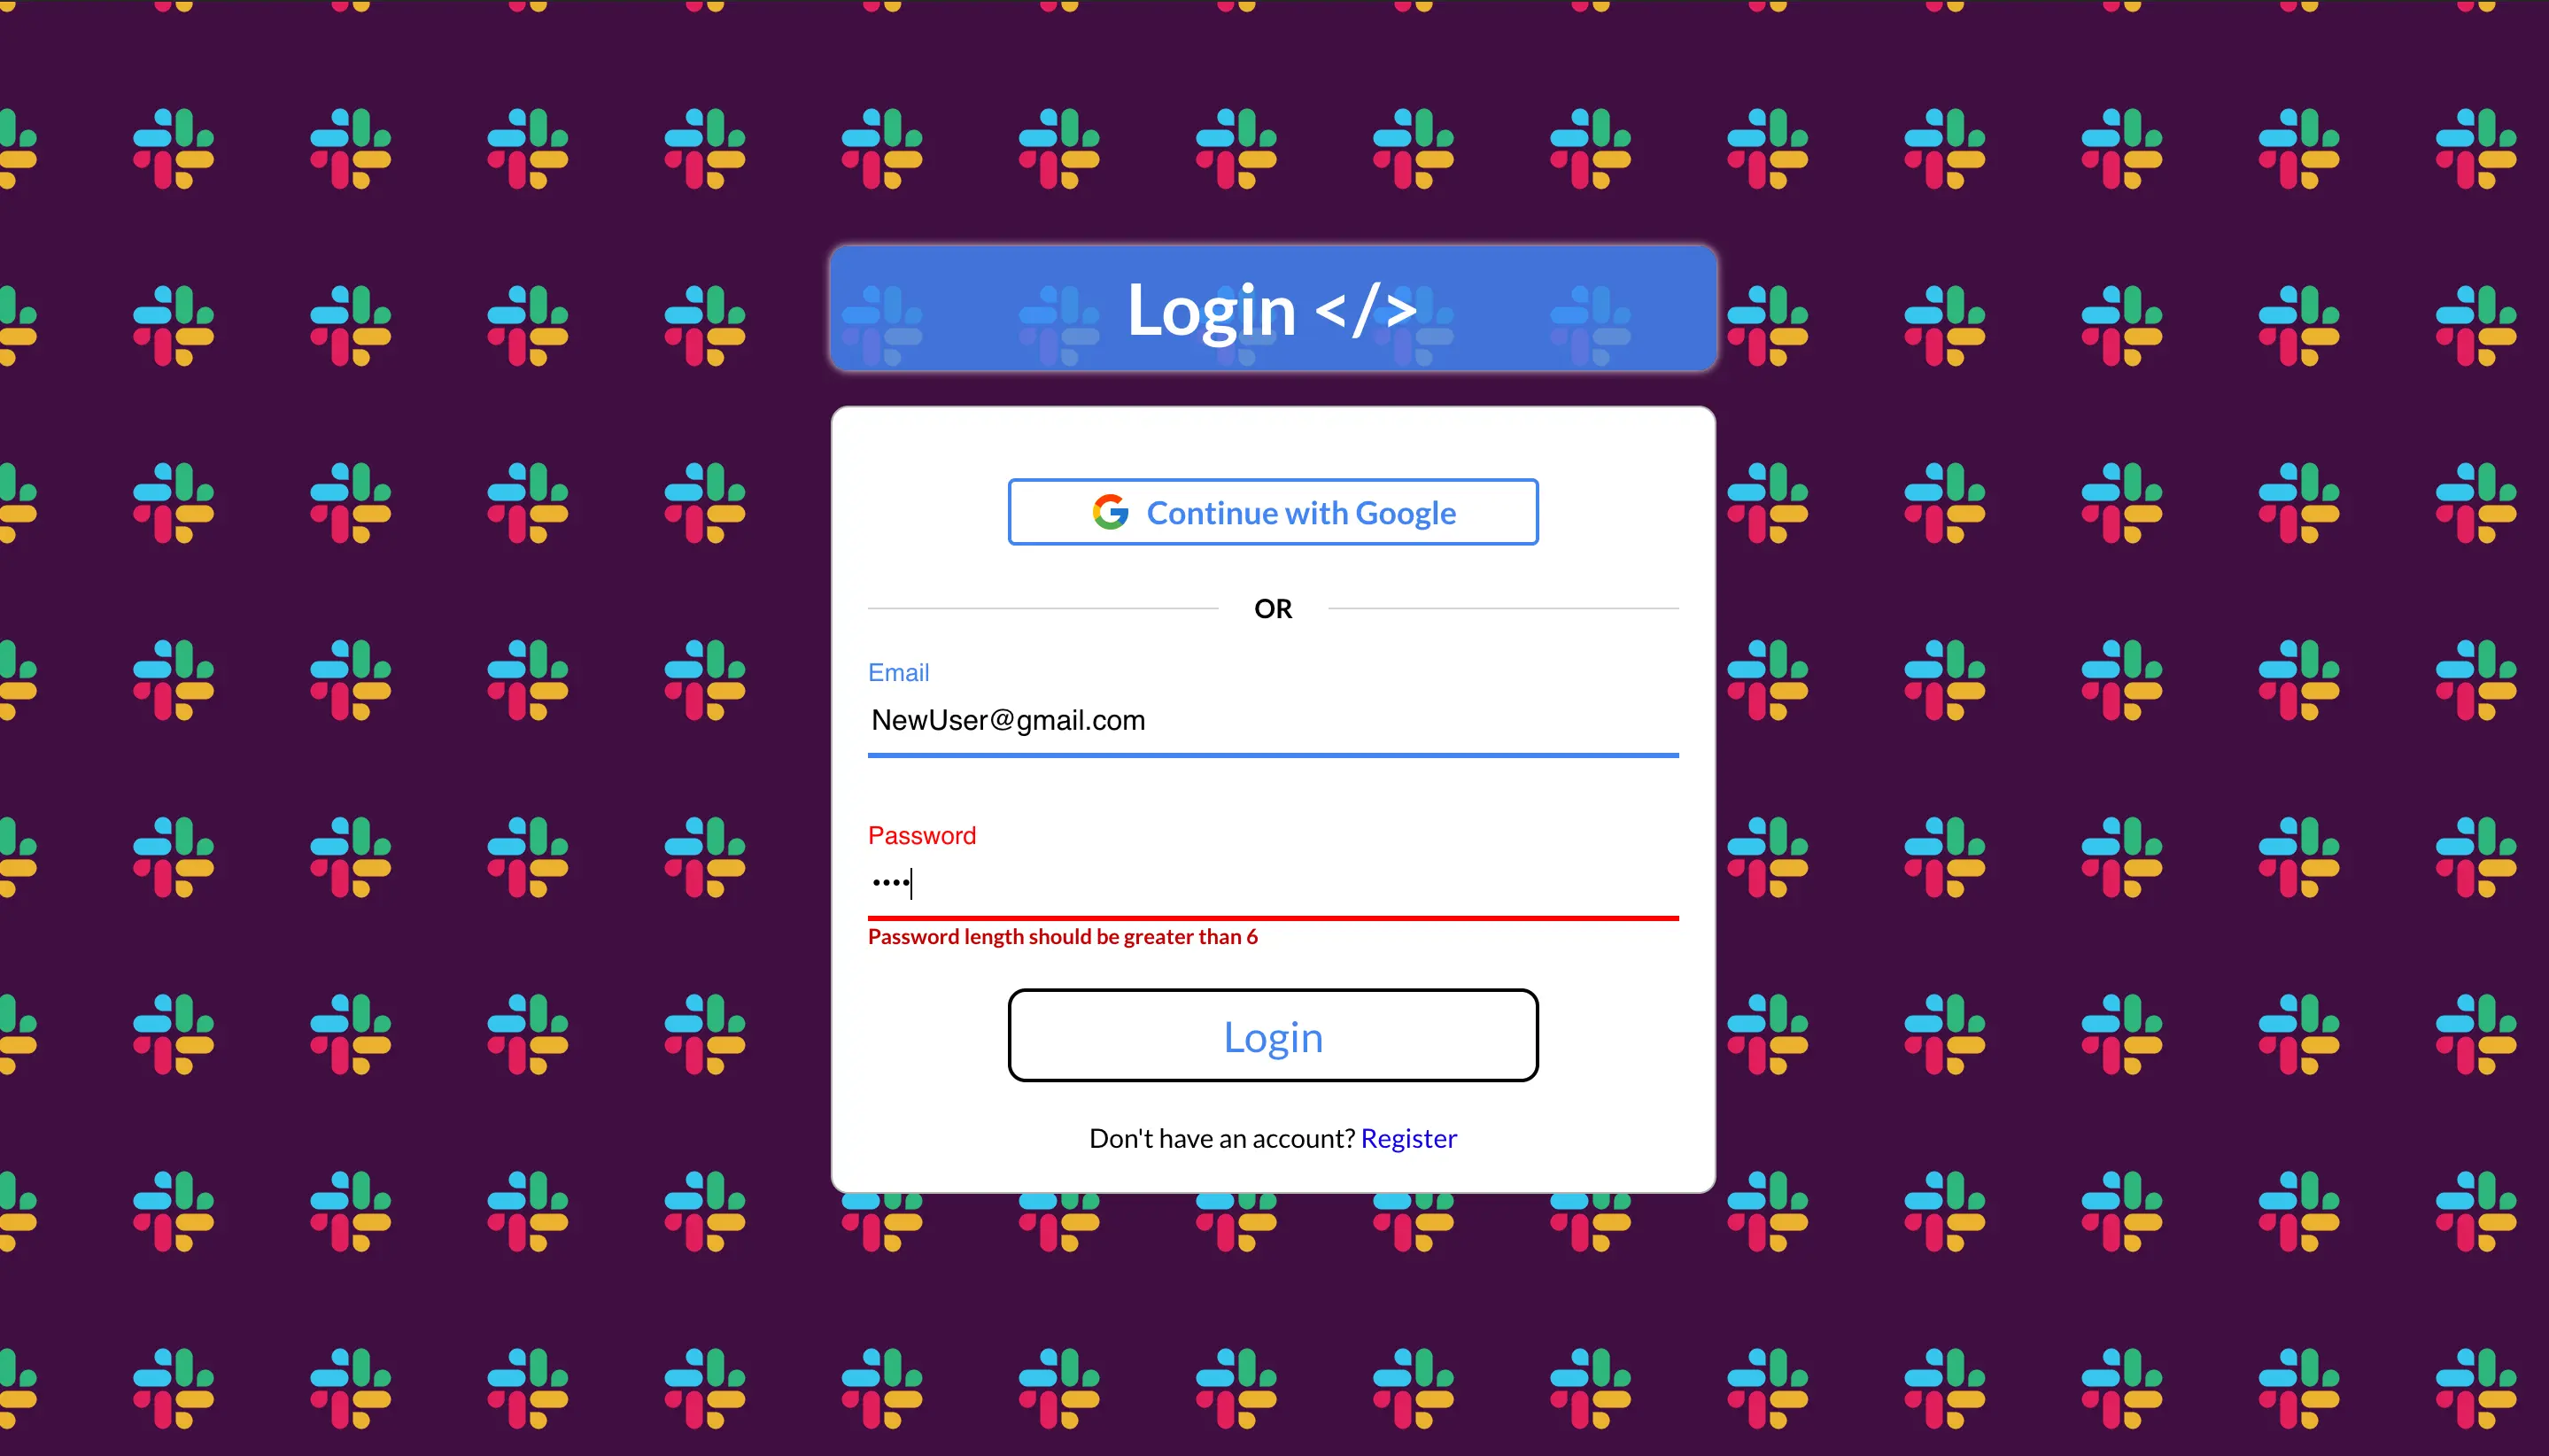 Login </>
Continue with Google
OR
Email
NewUser@gmail.com
Password
••••
Password length should be greater than 6
Login
Don't have an account? Register